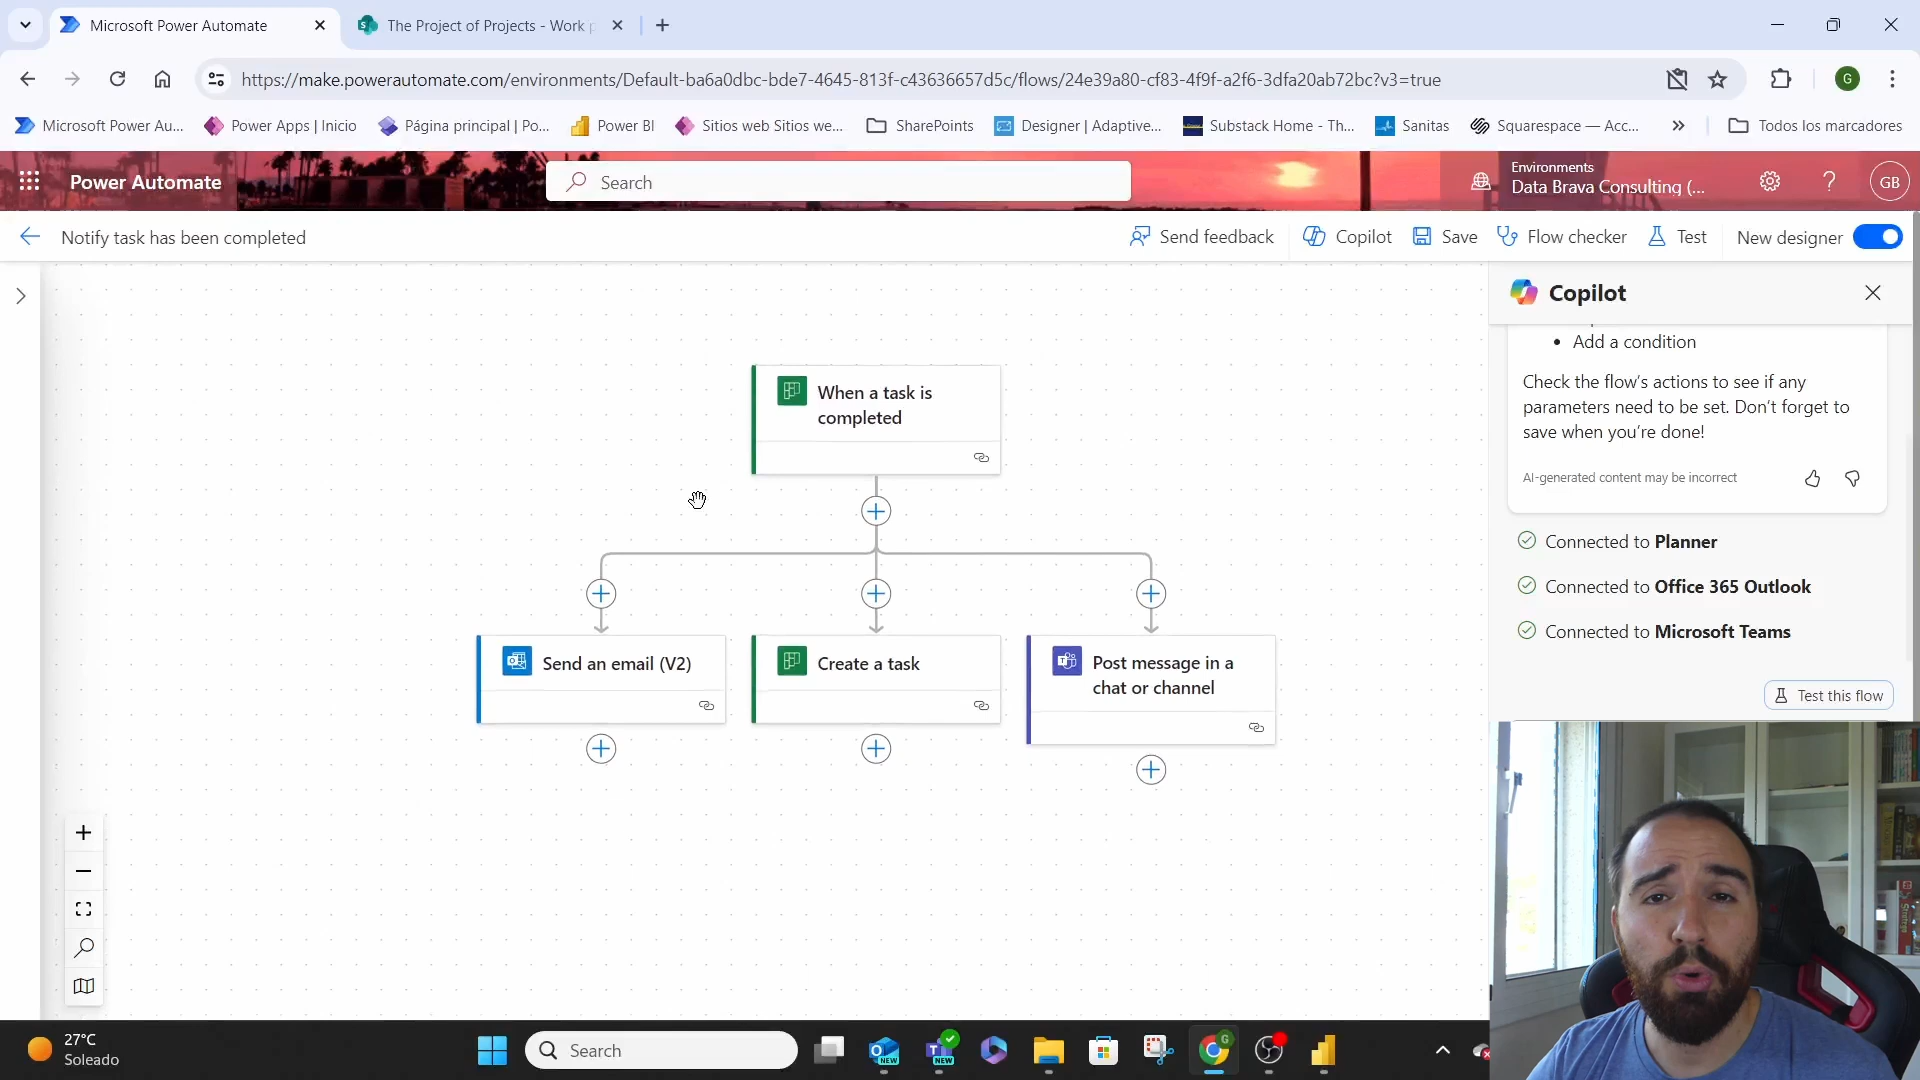 Microsoft Power Automate
The Project of Projects - Work p
https://make.powerautomate.com/environments/Default-ba6a0dbc-bde7-4645-813f-c43636657d5c/flows/24e39a80-cf83-4f9f-a2f6-3dfa20ab72bc?v3=true
G
Microsoft Power Au...
Power Apps | Inicio
Página principal | Po...
Power BI
Sitios web Sitios we...
SharePoints
Designer | Adaptive...
Substack Home - Th...
Sanitas
Squarespace — Acc...
Todos los marcadores
Power Automate
Search
Environments
Data Brava Consulting (...
GB
Notify task has been completed
Send feedback
Copilot
Save
Flow checker
Test
New designer
Copilot
• Add a condition
Check the flow's actions to see if any
parameters need to be set. Don't forget to
save when you're done!
AI-generated content may be incorrect
Connected to Planner
Connected to Office 365 Outlook
Connected to Microsoft Teams
Test this flow
When a task is
completed
Send an email (V2)
Create a task
Post message in a
chat or channel
27°C
Soleado
Search
NEW
NEW
G